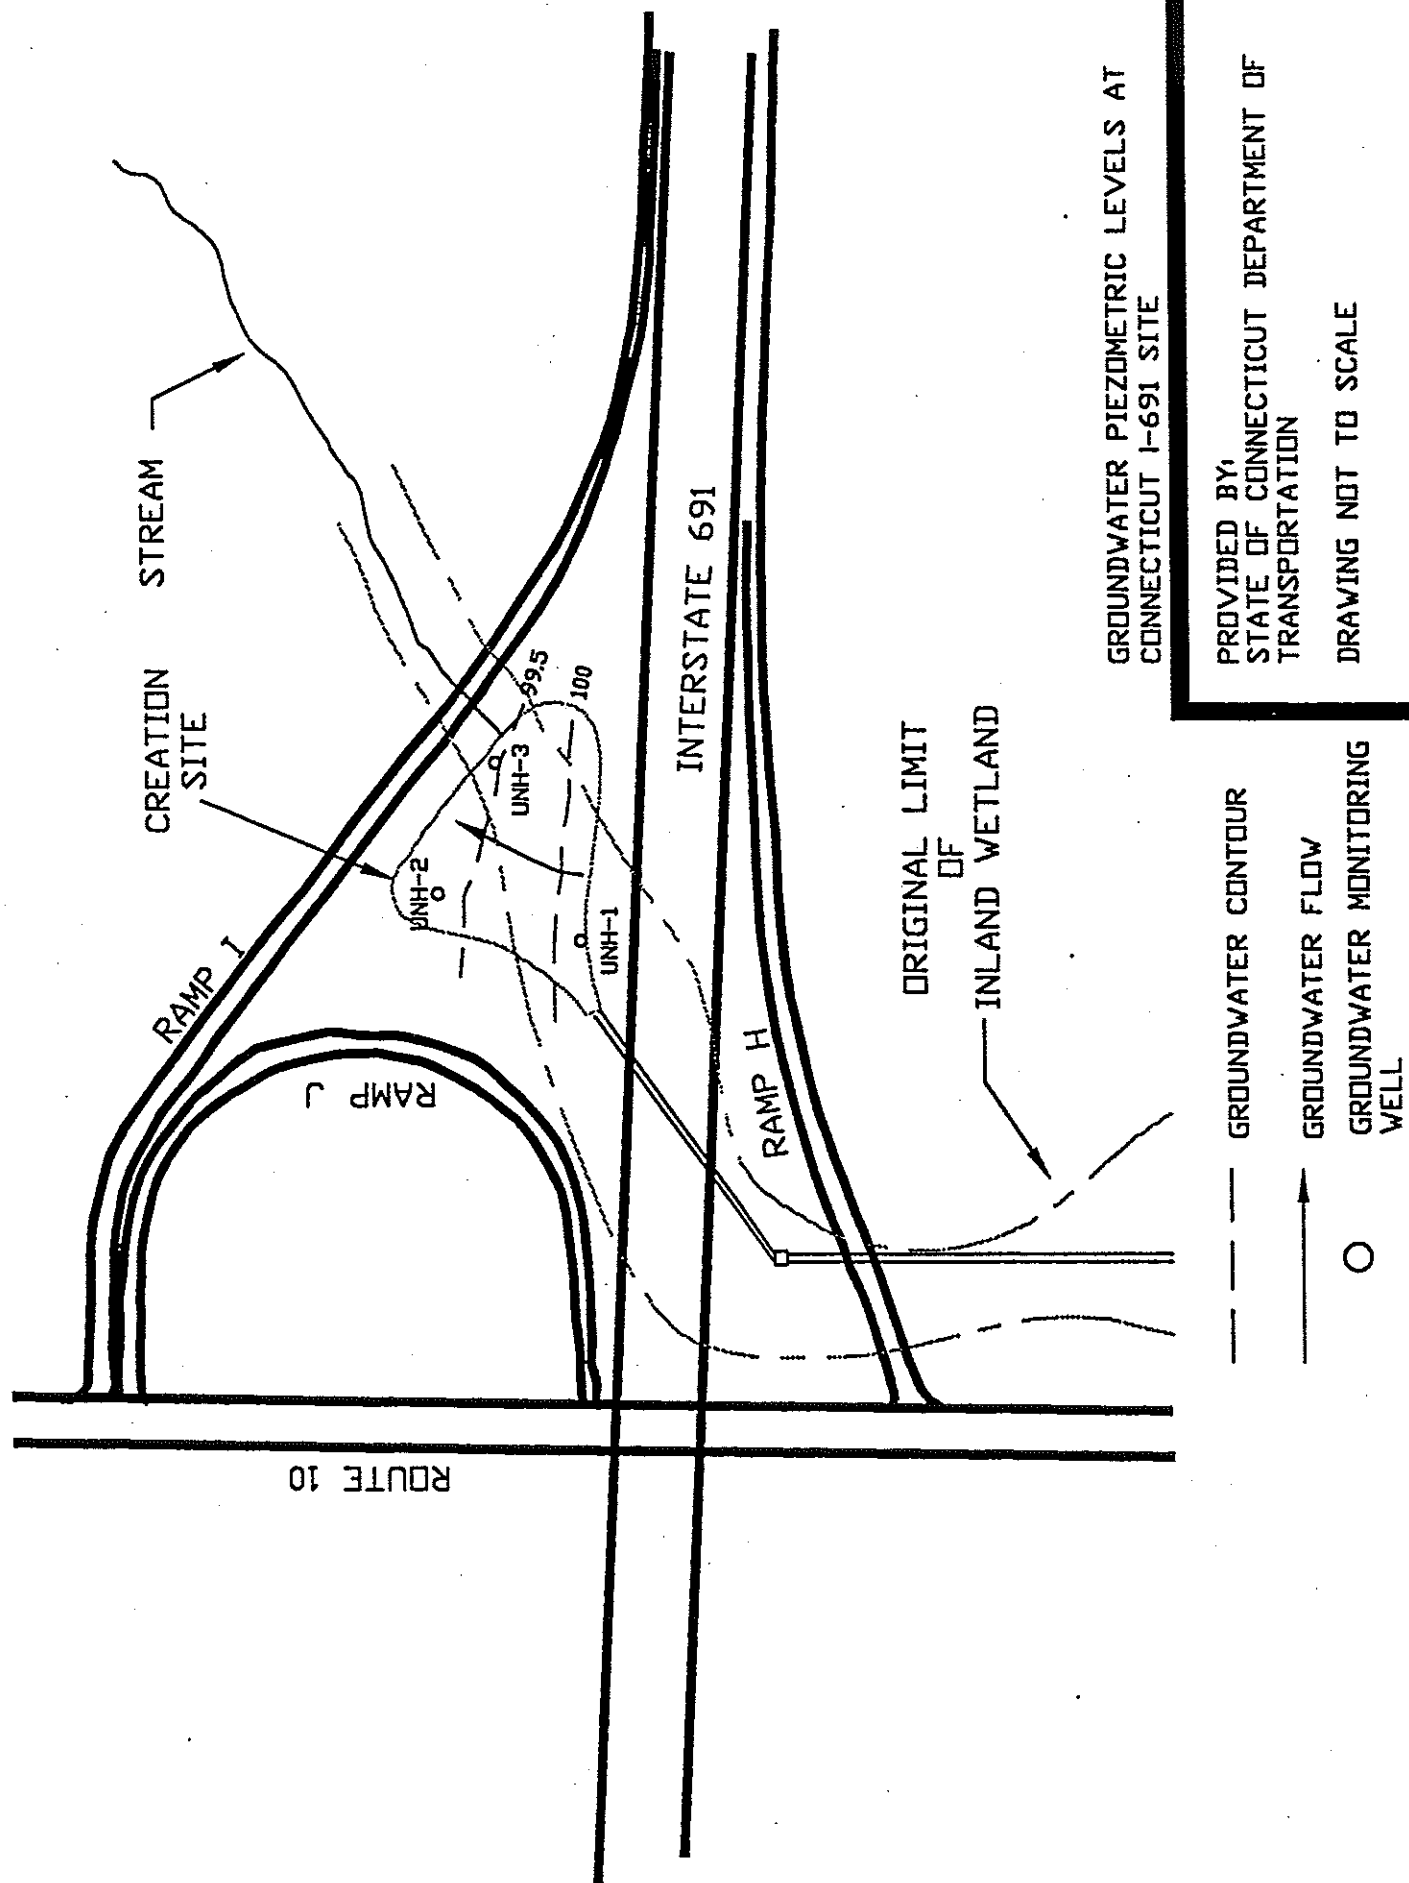 STREAM
CREATION
SITE
RAMP I
RAMP J
ROUTE 10
UNH-2
UNH-3
UNH-1
99.5
100
INTERSTATE 691
RAMP H
ORIGINAL LIMIT
OF
INLAND WETLAND
GROUNDWATER PIEZOMETRIC LEVELS AT
CONNECTICUT I-691 SITE
PROVIDED BY:
STATE OF CONNECTICUT DEPARTMENT OF
TRANSPORTATION
DRAWING NOT TO SCALE
GROUNDWATER CONTOUR
GROUNDWATER FLOW
GROUNDWATER MONITORING
WELL